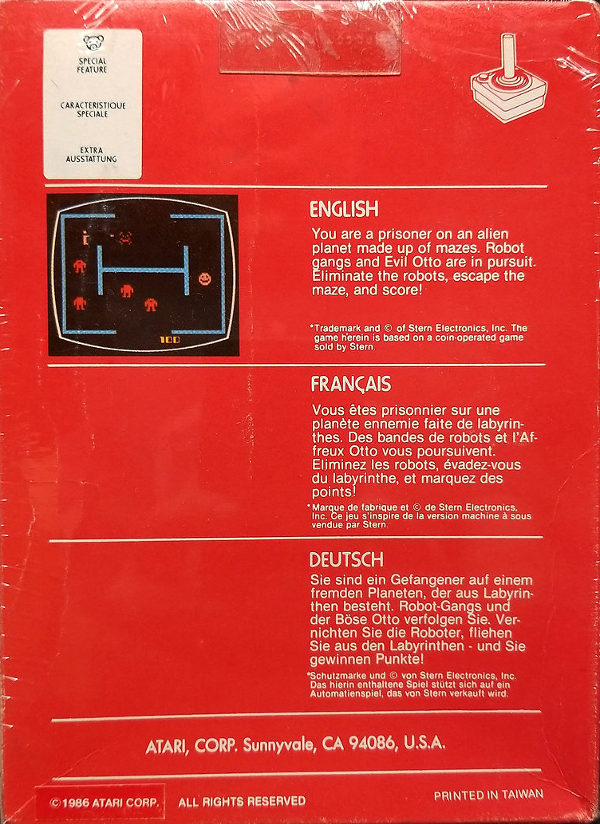 SPECIAL
FEATURE
CARACTERISTIQUE
SPECIALE
EXTRA
AUSSTATTUNG
100
ENGLISH
You are a prisoner on an alien
planet made up of mazes. Robot
gangs and Evil Otto are in pursuit.
Eliminate the robots, escape the
maze, and score!
*Trademark and © of Stern Electronics, Inc. The
game herein is based on a coin-operated game
sold by Stern.
FRANÇAIS
Vous êtes prisonnier sur une
planète ennemie faite de labyrin-
thes. Des bandes de robots et l'Af-
freux Otto vous poursuivent.
Eliminez les robots, évadez-vous
du labyrinthe, et marquez des
points!
*Marque de fabrique et © de Stern Electronics,
Inc. Ce jeu s'inspire de la version machine à sous
vendue par Stern.
DEUTSCH
Sie sind ein Gefangener auf einem
fremden Planeten, der aus Labyrin-
then besteht. Robot-Gangs und
der Böse Otto verfolgen Sie. Ver-
nichten Sie die Roboter, fliehen
Sie aus den Labyrinthen - und Sie
gewinnen Punkte!
*Schutzmarke und © von Stern Electronics, Inc.
Das hierin enthaltene Spiel stützt sich auf ein
Automatienspiel, das von Stern verkauft wird.
ATARI, CORP. Sunnyvale, CA 94086, U.S.A.
© 1986 ATARI CORP. ALL RIGHTS RESERVED
PRINTED IN TAIWAN